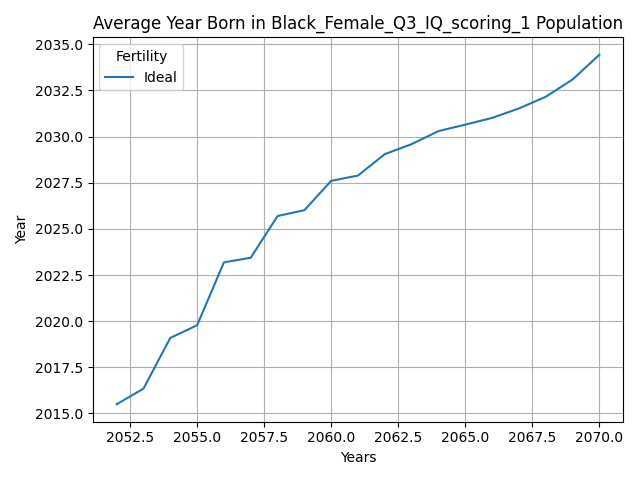 Average Year Born in Black_Female_Q3_IQ_scoring_1 Population
Fertility
Ideal
2035.0
2032.5
2030.0
2027.5
2025.0
2022.5
2020.0
2017.5
2015.0
Year
2052.5 2055.0 2057.5 2060.0 2062.5 2065.0 2067.5 2070.0
Years